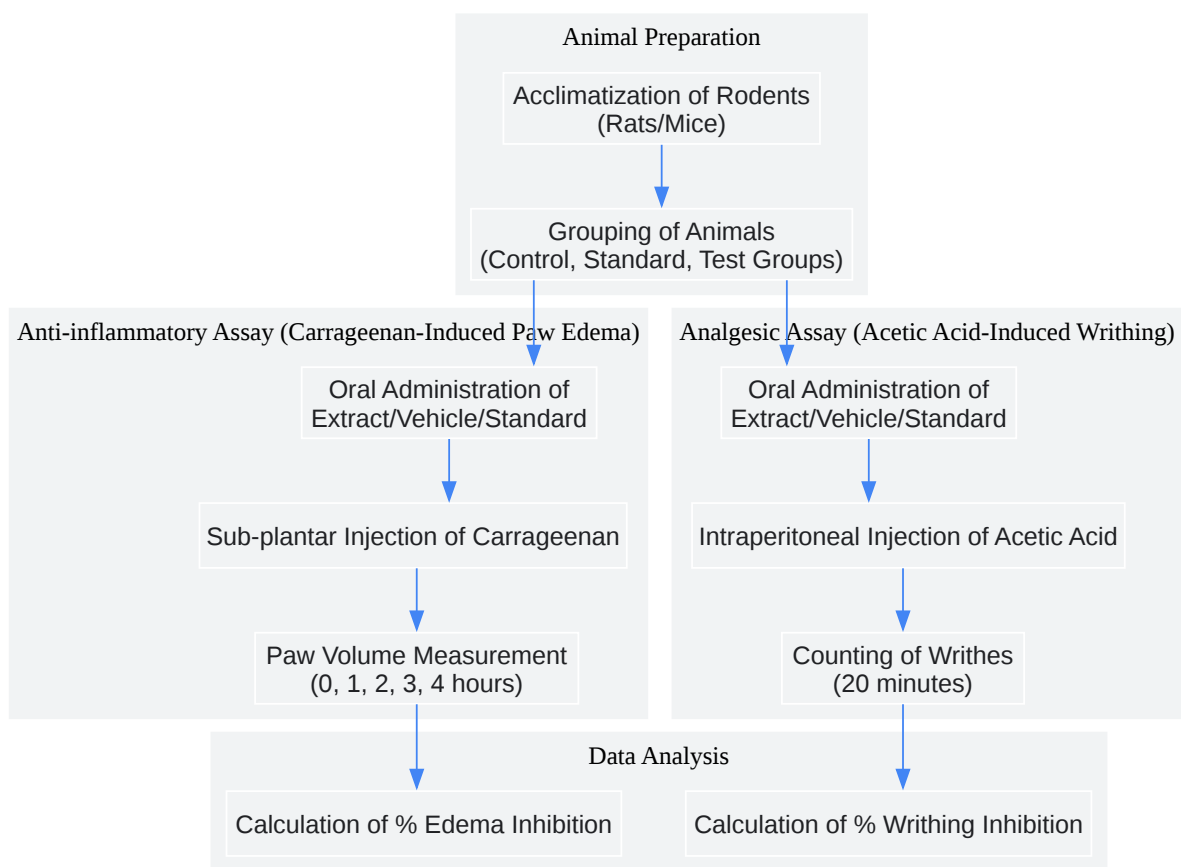 Animal Preparation
Acclimatization of Rodents
(Rats/Mice)
Grouping of Animals
(Control, Standard, Test Groups)
Anti-inflammatory Assay (Carrageenan-Induced Paw Edema)
Oral Administration of
Extract/Vehicle/Standard
Sub-plantar Injection of Carrageenan
Paw Volume Measurement
(0, 1, 2, 3, 4 hours)
Analgesic Assay (Acetic Acid-Induced Writhing)
Oral Administration of
Extract/Vehicle/Standard
Intraperitoneal Injection of Acetic Acid
Counting of Writhes
(20 minutes)
Data Analysis
Calculation of % Edema Inhibition
Calculation of % Writhing Inhibition